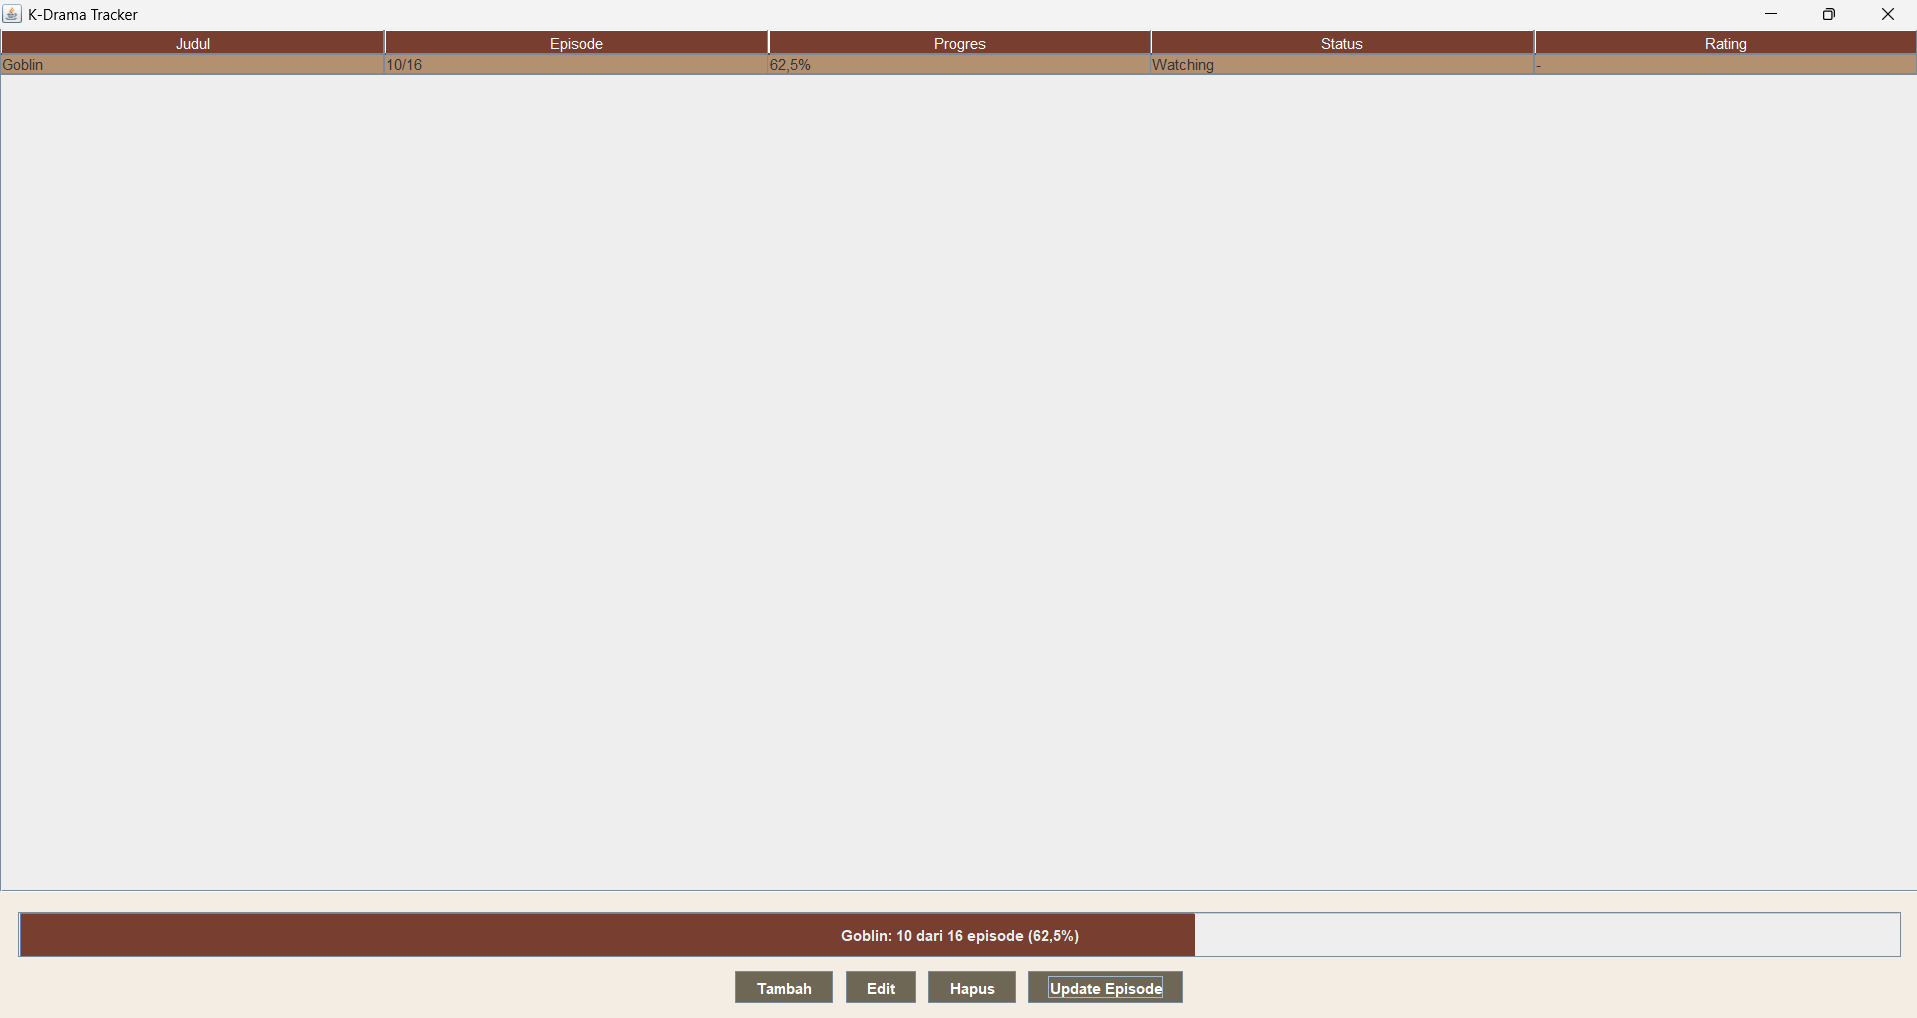 K-Drama Tracker
Judul Episode Progres Status Rating
Goblin 10/16 62,5% Watching -
Goblin: 10 dari 16 episode (62,5%)
Tambah Edit Hapus Update Episode